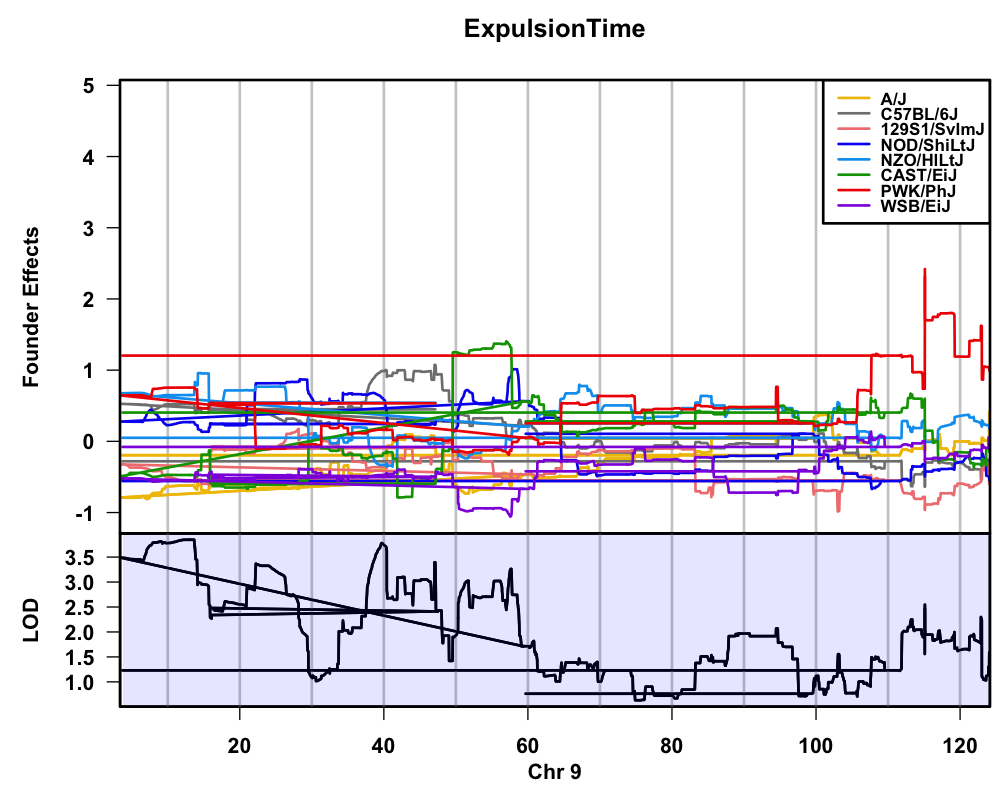 ExpulsionTime
5
4
3
2
1
0
-1
Founder Effects
A/J
C57BL/6J
129S1/SvImJ
NOD/ShiLtJ
NZO/HlLtJ
CAST/EiJ
PWK/PhJ
WSB/EiJ
3.5
3.0
2.5
2.0
1.5
1.0
LOD
20 40 60 80 100 120
Chr 9